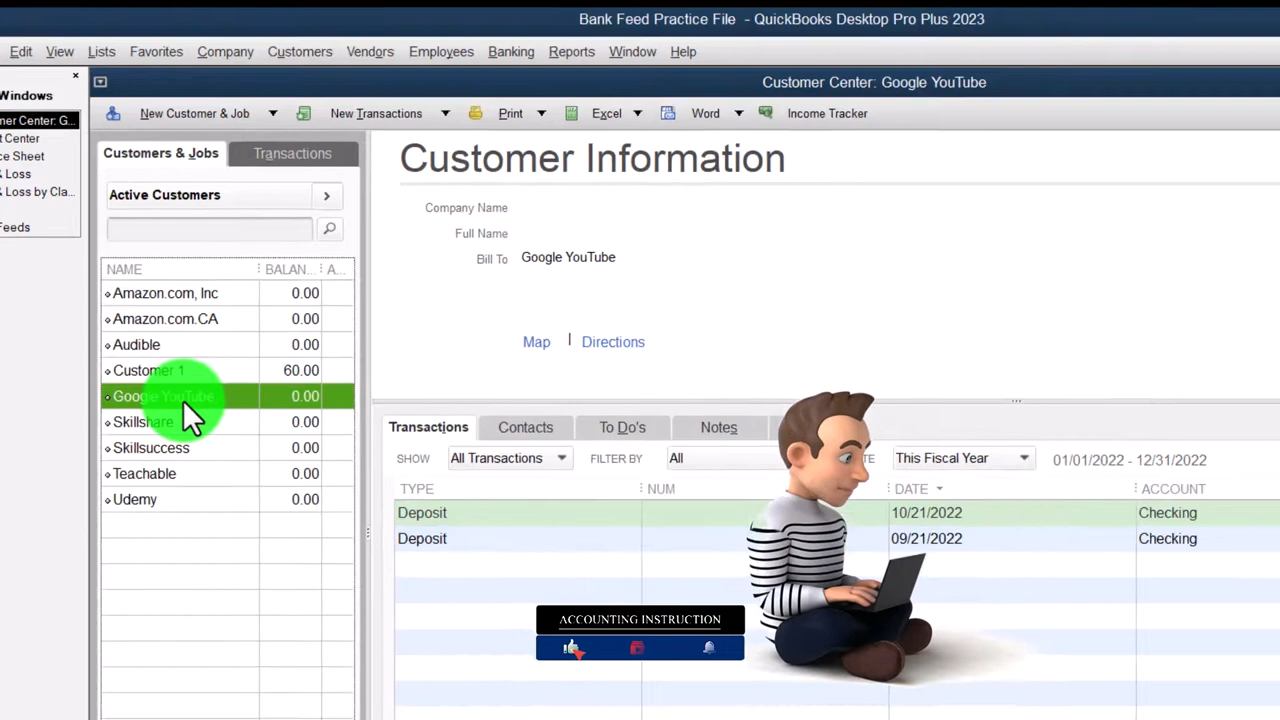 Bank Feed Practice File - QuickBooks Desktop Pro Plus 2023
Edit View Lists Favorites Company Customers Vendors Employees Banking Reports Window Help
Windows
Customer Center: Google YouTube
mer Center: G...
t Center
ce Sheet
& Loss
& Loss by Cla...
Feeds
New Customer & Job New Transactions Print Excel Word Income Tracker
Customers & Jobs Transactions
Active Customers
NAME BALAN... A...
Amazon.com, Inc 0.00
Amazon.com.CA 0.00
Audible 0.00
Customer 1 60.00
Google YouTube 0.00
Skillshare 0.00
Skillsuccess 0.00
Teachable 0.00
Udemy 0.00
Customer Information
Company Name
Full Name
Bill To Google YouTube
Map | Directions
Transactions Contacts To Do's Notes
SHOW All Transactions FILTER BY All This Fiscal Year 01/01/2022 - 12/31/2022
TYPE NUM DATE ACCOUNT
Deposit 10/21/2022 Checking
Deposit 09/21/2022 Checking
ACCOUNTING INSTRUCTION